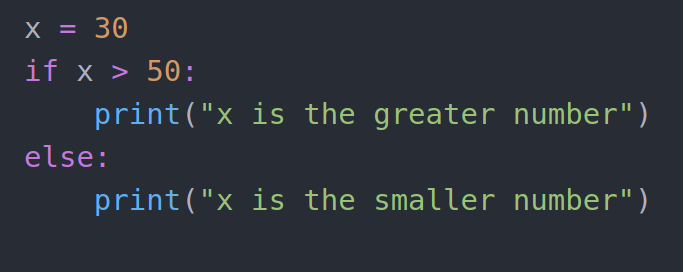 x = 30
if x > 50:
    print("x is the greater number")
else:
    print("x is the smaller number")